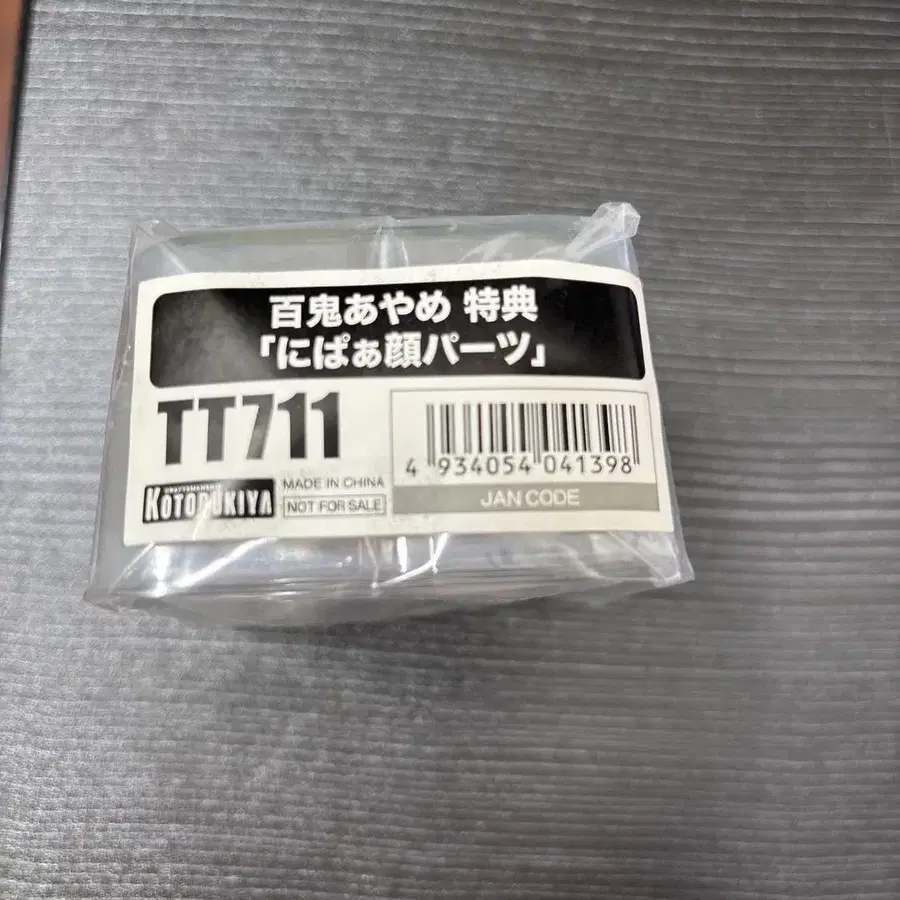 百鬼あやめ 特典
「にぱぁ顔パーツ」
TT711
4 934054 041398
JAN CODE
CRAFTSMANSHIP
KOTOBUKIYA
MADE IN CHINA
NOT FOR SALE